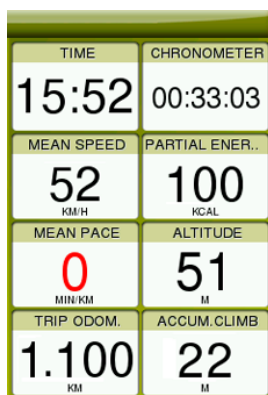 TIME CHRONOMETER
15:52 00:33:03
MEAN SPEED PARTIAL ENER..
52 100
KM/H KCAL
MEAN PACE ALTITUDE
0 51
MIN/KM M
TRIP ODOM. ACCUM.CLIMB
1.100 22
KM M